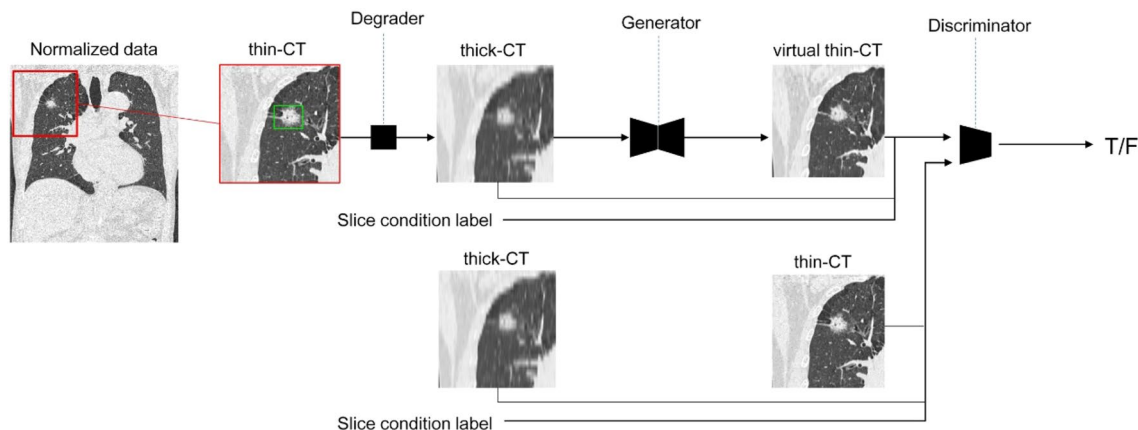 Degrader
Generator
Discriminator
Normalized data
thin-CT
thick-CT
virtual thin-CT
T/F
Slice condition label
thick-CT
thin-CT
Slice condition label